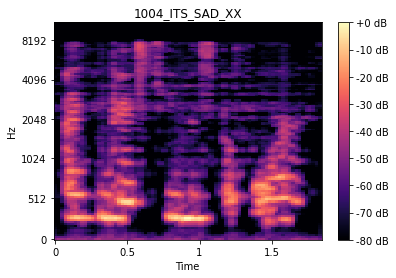 1004_ITS_SAD_XX
+0 dB
8192
-10 dB
4096
-20 dB
-30 dB
2048
Hz
-40 dB
1024
-50 dB
512
-60 dB
-70 dB
0
-80 dB
0 0.5 1 1.5
Time